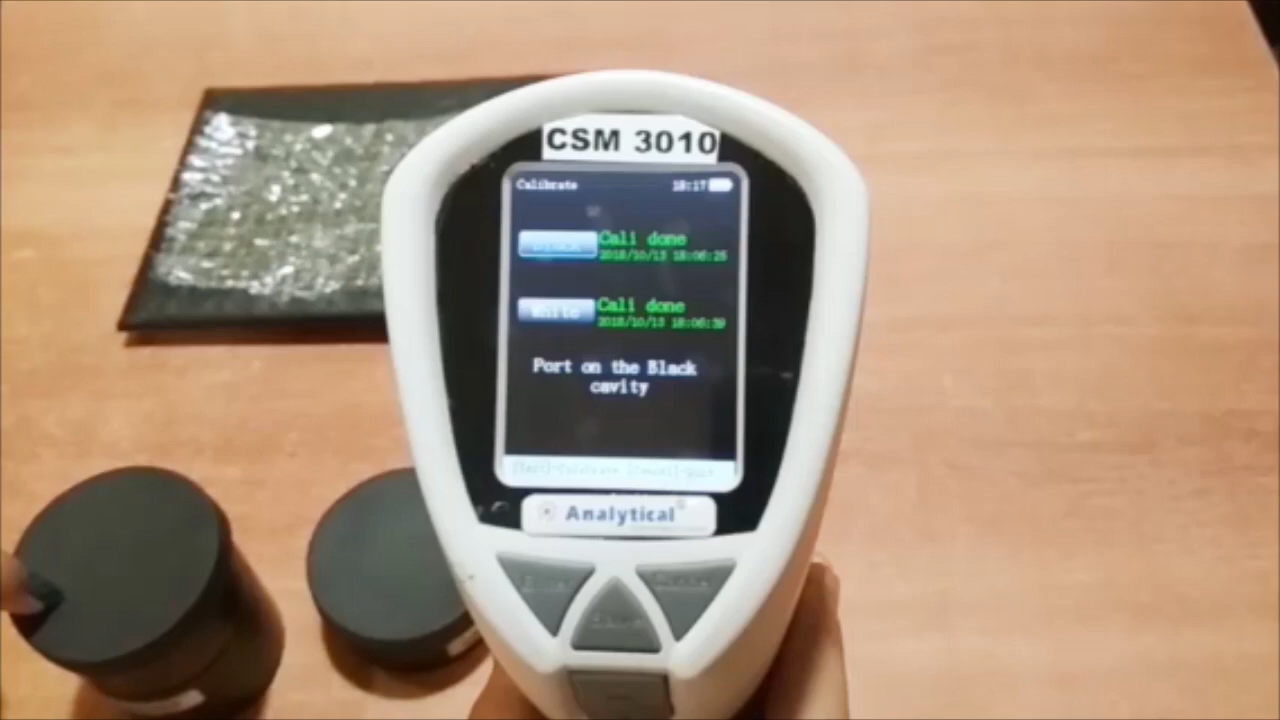 CSM 3010
Calibrate 18:17
Cali done
2018/10/13 18:06:25
White Cali done
2018/10/13 18:06:39
Port on the Black
cavity
Analytical